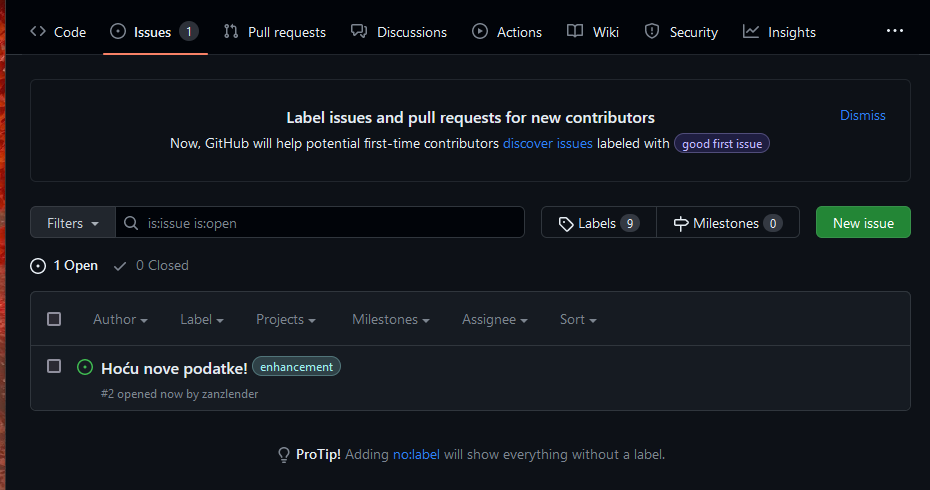 Code Issues 1 Pull requests Discussions Actions Wiki Security Insights ...
Label issues and pull requests for new contributors
Dismiss
Now, GitHub will help potential first-time contributors discover issues labeled with good first issue
Filters is:issue is:open Labels 9 Milestones 0 New issue
1 Open 0 Closed
Author Label Projects Milestones Assignee Sort
Hoću nove podatke! enhancement
#2 opened now by zanzlender
ProTip! Adding no:label will show everything without a label.